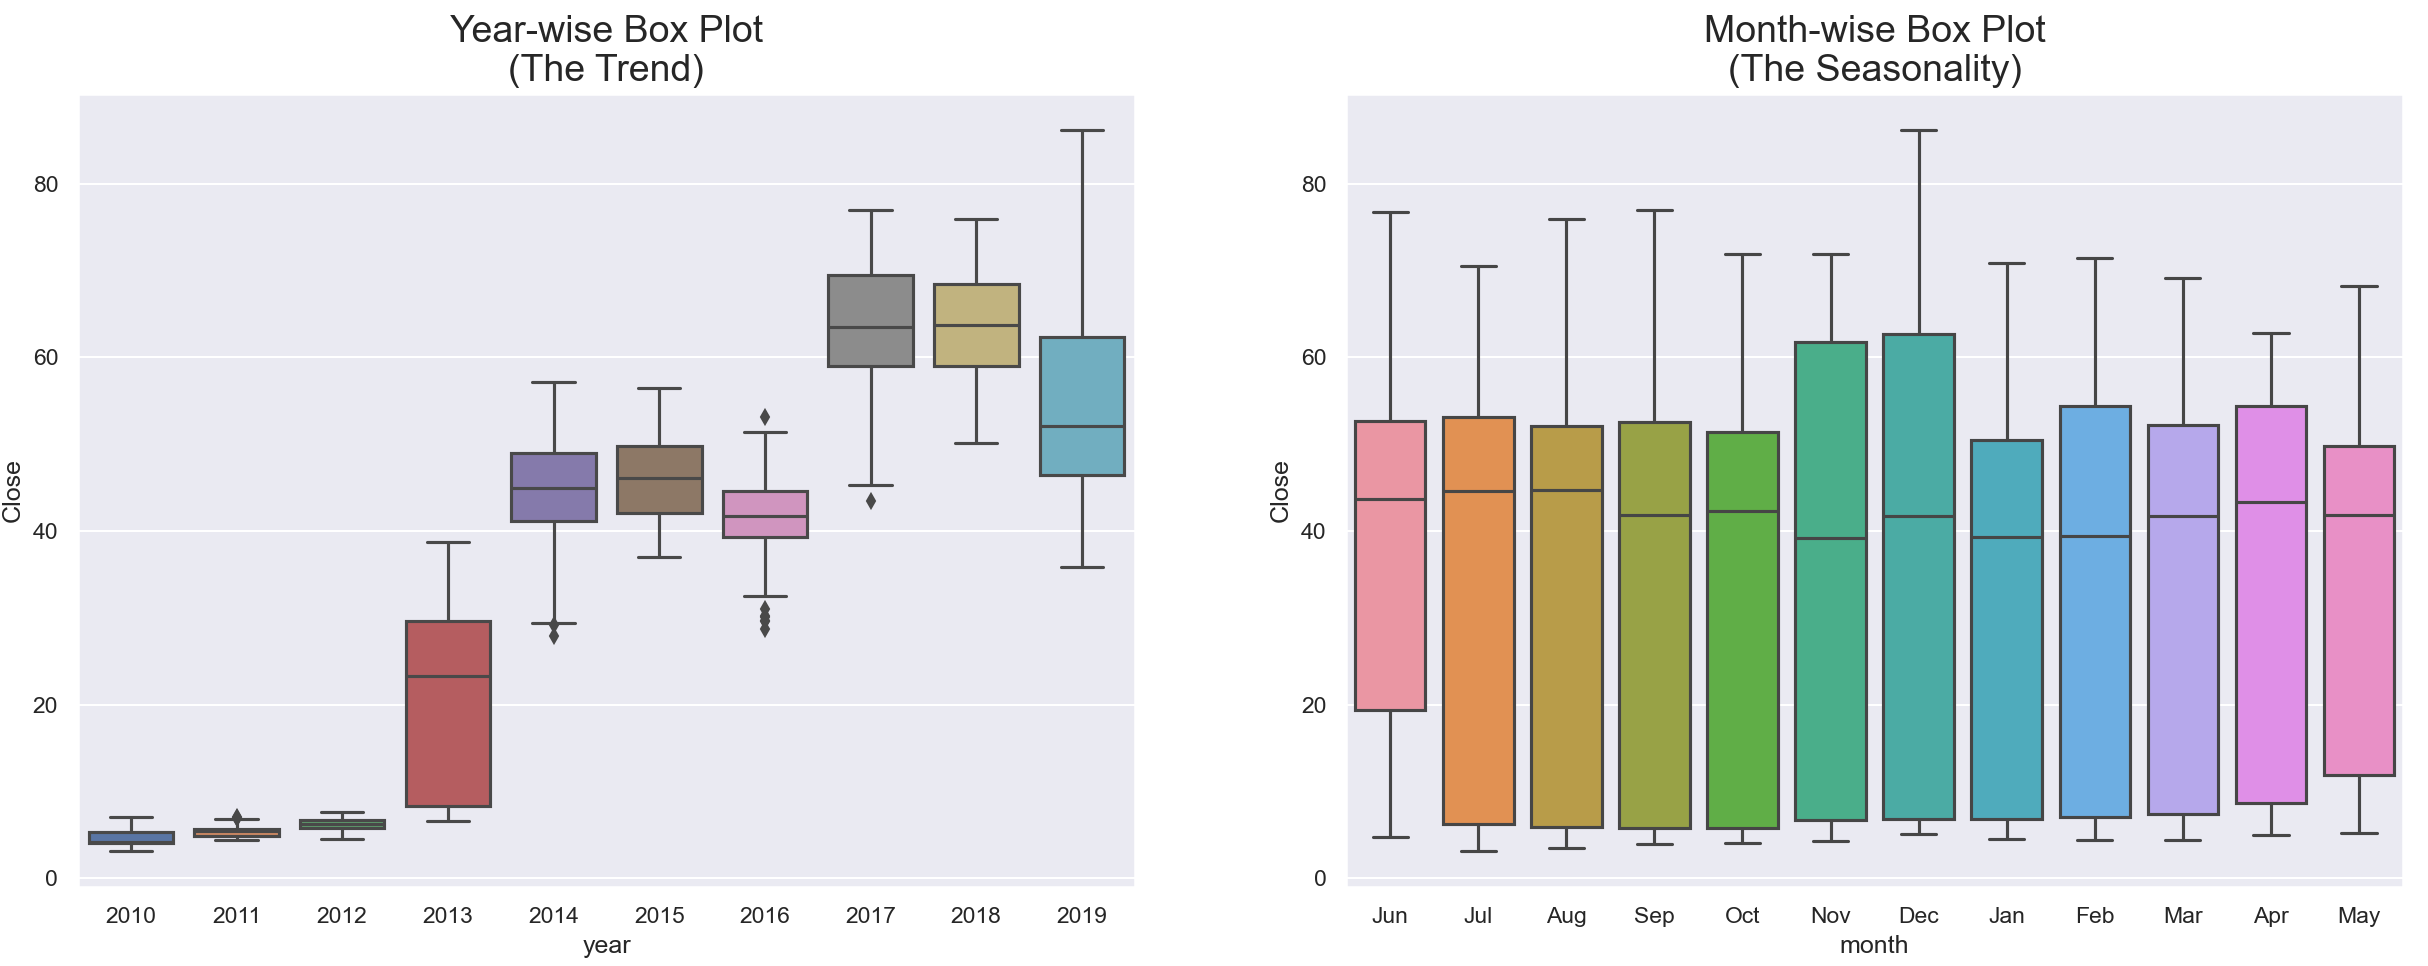 Year-wise Box Plot
(The Trend)
Close
80
60
40
20
0
2010 2011 2012 2013 2014 2015 2016 2017 2018 2019
year
Month-wise Box Plot
(The Seasonality)
Close
80
60
40
20
0
Jun Jul Aug Sep Oct Nov Dec Jan Feb Mar Apr May
month